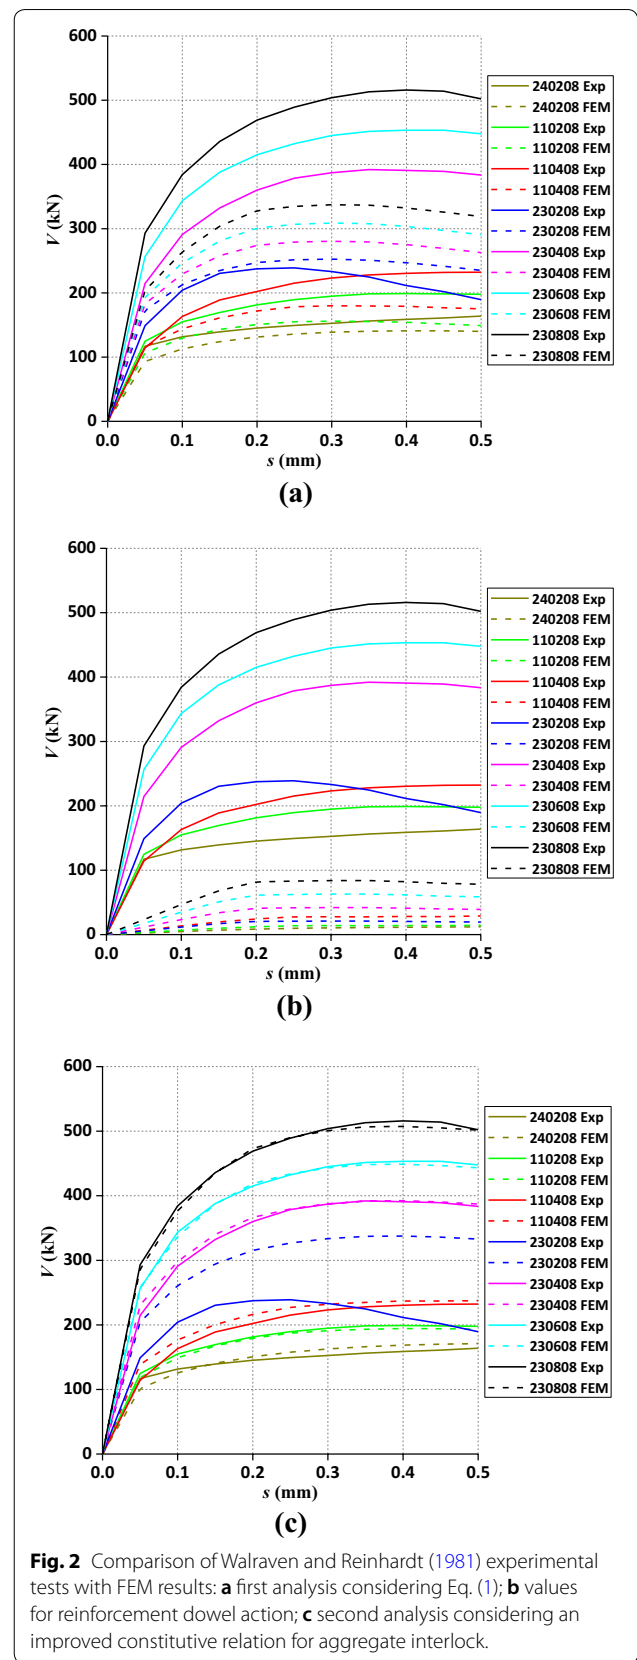 600
500
400
300
200
100
0
V (kN)
0.0 0.1 0.2 0.3 0.4 0.5
s (mm)
240208 Exp
240208 FEM
110208 Exp
110208 FEM
110408 Exp
110408 FEM
230208 Exp
230208 FEM
230408 Exp
230408 FEM
230608 Exp
230608 FEM
230808 Exp
230808 FEM
(a)
600
500
400
300
200
100
0
V (kN)
0.0 0.1 0.2 0.3 0.4 0.5
240208 Exp
240208 FEM
110208 Exp
110208 FEM
110408 Exp
110408 FEM
230208 Exp
230208 FEM
230408 Exp
230408 FEM
230608 Exp
230608 FEM
230808 Exp
230808 FEM
(b)
600
500
400
300
200
100
0
V (kN)
0.0 0.1 0.2 0.3 0.4 0.5
s (mm)
240208 Exp
240208 FEM
110208 Exp
110208 FEM
110408 Exp
110408 FEM
230208 Exp
230208 FEM
230408 Exp
230408 FEM
230608 Exp
230608 FEM
230808 Exp
230808 FEM
(c)
Fig. 2 Comparison of Walraven and Reinhardt (1981) experimental
tests with FEM results: a first analysis considering Eq. (1); b values
for reinforcement dowel action; c second analysis considering an
improved constitutive relation for aggregate interlock.